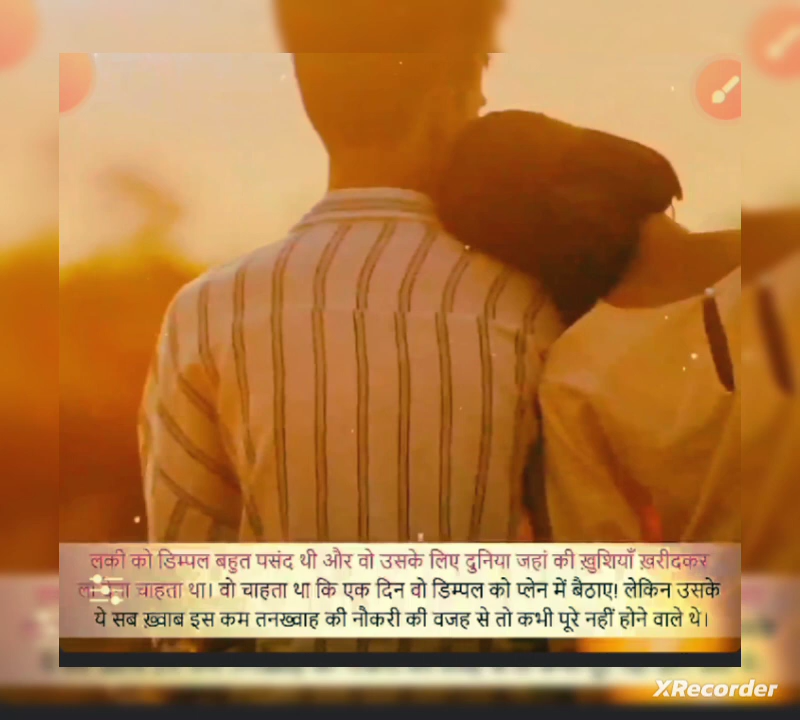 लकी को डिम्पल बहुत पसंद थी और वो उसके लिए दुनिया जहां की ख़ुशियाँ ख़रीदकर
चाहता था। वो चाहता था कि एक दिन वो डिम्पल को प्लेन में बैठाए! लेकिन उसके
ये सब ख़्वाब इस कम तनख्वाह की नौकरी की वजह से तो कभी पूरे नहीं होने वाले थे।
XRecorder